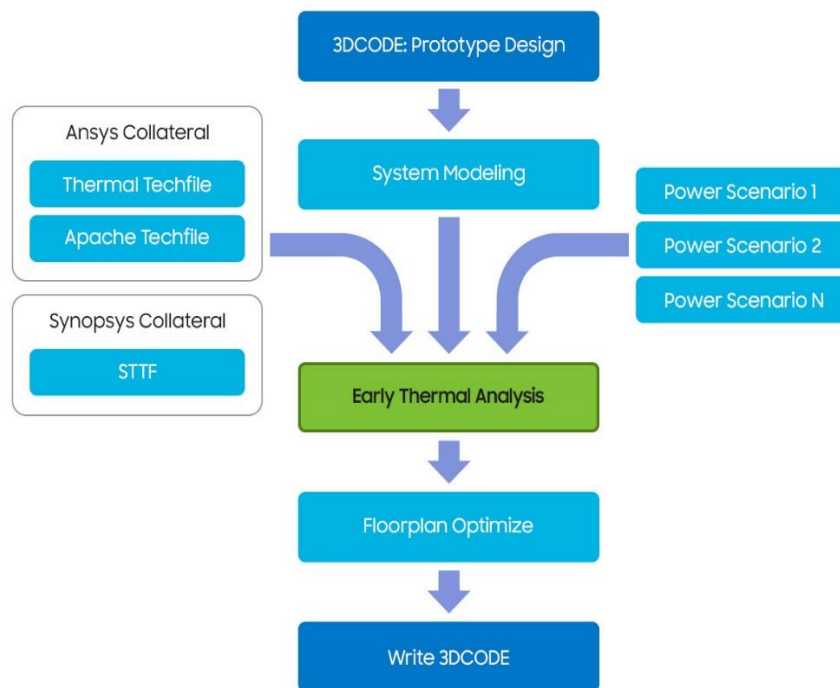 3DCODE: Prototype Design
Ansys Collateral
Thermal Techfile
Apache Techfile
Synopsys Collateral
STTF
System Modeling
Power Scenario 1
Power Scenario 2
Power Scenario N
Early Thermal Analysis
Floorplan Optimize
Write 3DCODE